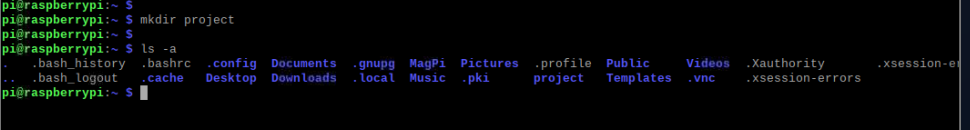 pi@raspberrypi:~ $
pi@raspberrypi:~ $ mkdir project
pi@raspberrypi:~ $
pi@raspberrypi:~ $ ls -a
. .bash_history .bashrc .config Documents .gnupg MagPi Pictures .profile Public Videos .Xauthority .xsession-er
.. .bash_logout .cache Desktop Downloads .local Music .pki project Templates .vnc .xsession-errors
pi@raspberrypi:~ $